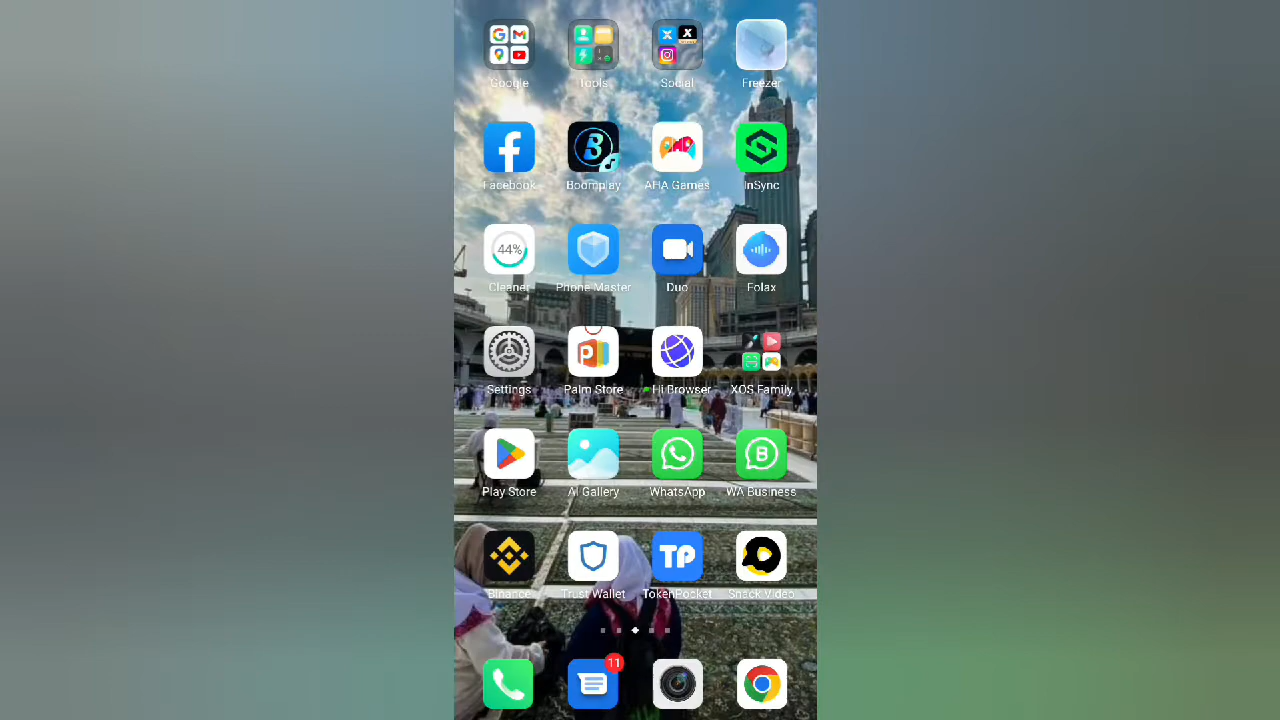 Google Tools Social Freezer
Facebook Boomplay AHA Games InSync
44%
Cleaner Phone Master Duo Folax
Settings Palm Store Hi Browser XOS Family
Play Store AI Gallery WhatsApp WA Business
TP
Binance Trust Wallet TokenPocket Snack Video
11